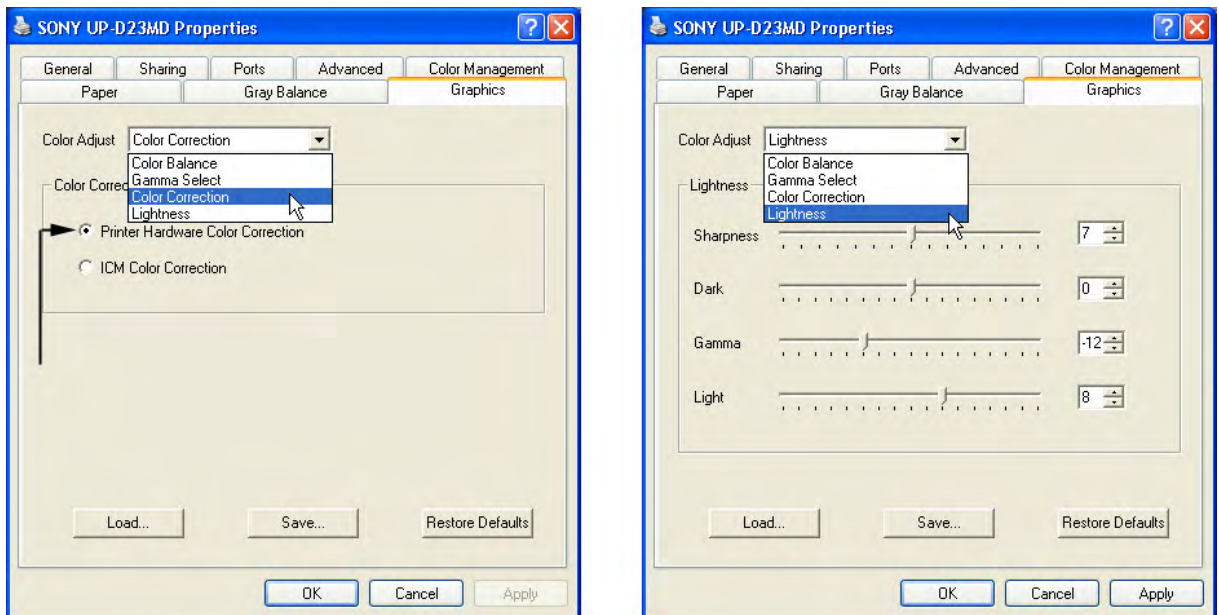 SONY UP-D23MD Properties
General Sharing Ports Advanced Color Management
Paper Gray Balance Graphics
Color Adjust Color Correction
Color Balance
Gamma Select
Color Correction
Lightness
Color Correc
Printer Hardware Color Correction
ICM Color Correction
Load... Save... Restore Defaults
OK Cancel Apply
SONY UP-D23MD Properties
General Sharing Ports Advanced Color Management
Paper Gray Balance Graphics
Color Adjust Lightness
Color Balance
Gamma Select
Color Correction
Lightness
Lightness
Sharpness 7
Dark 0
Gamma -12
Light 8
Load... Save... Restore Defaults
OK Cancel Apply